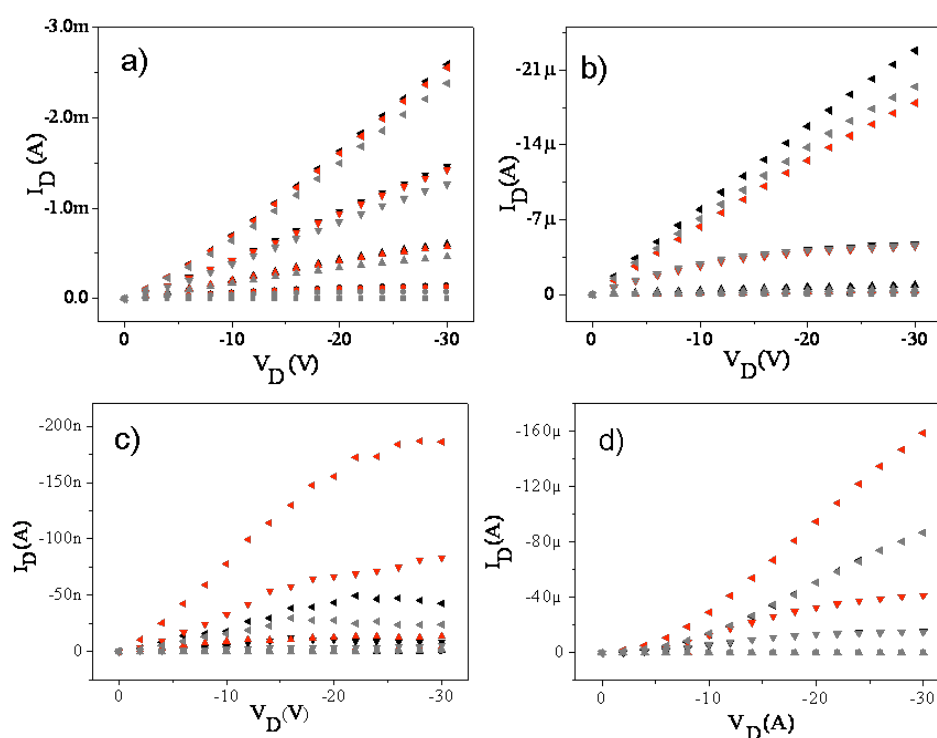 a)
-3.0m
-2.0m
-1.0m
0.0
I_D (A)
0 -10 -20 -30
V_D (V)
b)
-21µ
-14µ
-7µ
0
I_D(A)
0 -10 -20 -30
V_D (V)
c)
-200n
-150n
-100n
-50n
0
I_D(A)
0 -10 -20 -30
V_D (V)
d)
-160µ
-120µ
-80µ
-40µ
0
I_D(A)
0 -10 -20 -30
V_D (A)